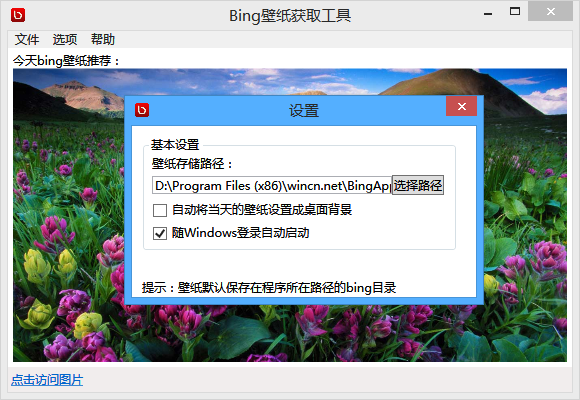 Bing壁纸获取工具
文件 选项 帮助
今天bing壁纸推荐：
设置
基本设置
壁纸存储路径：
D:\Program Files (x86)\wincn.net\BingAp 选择路径
自动将当天的壁纸设置成桌面背景
随Windows登录自动启动
提示：壁纸默认保存在程序所在路径的bing目录
点击访问图片